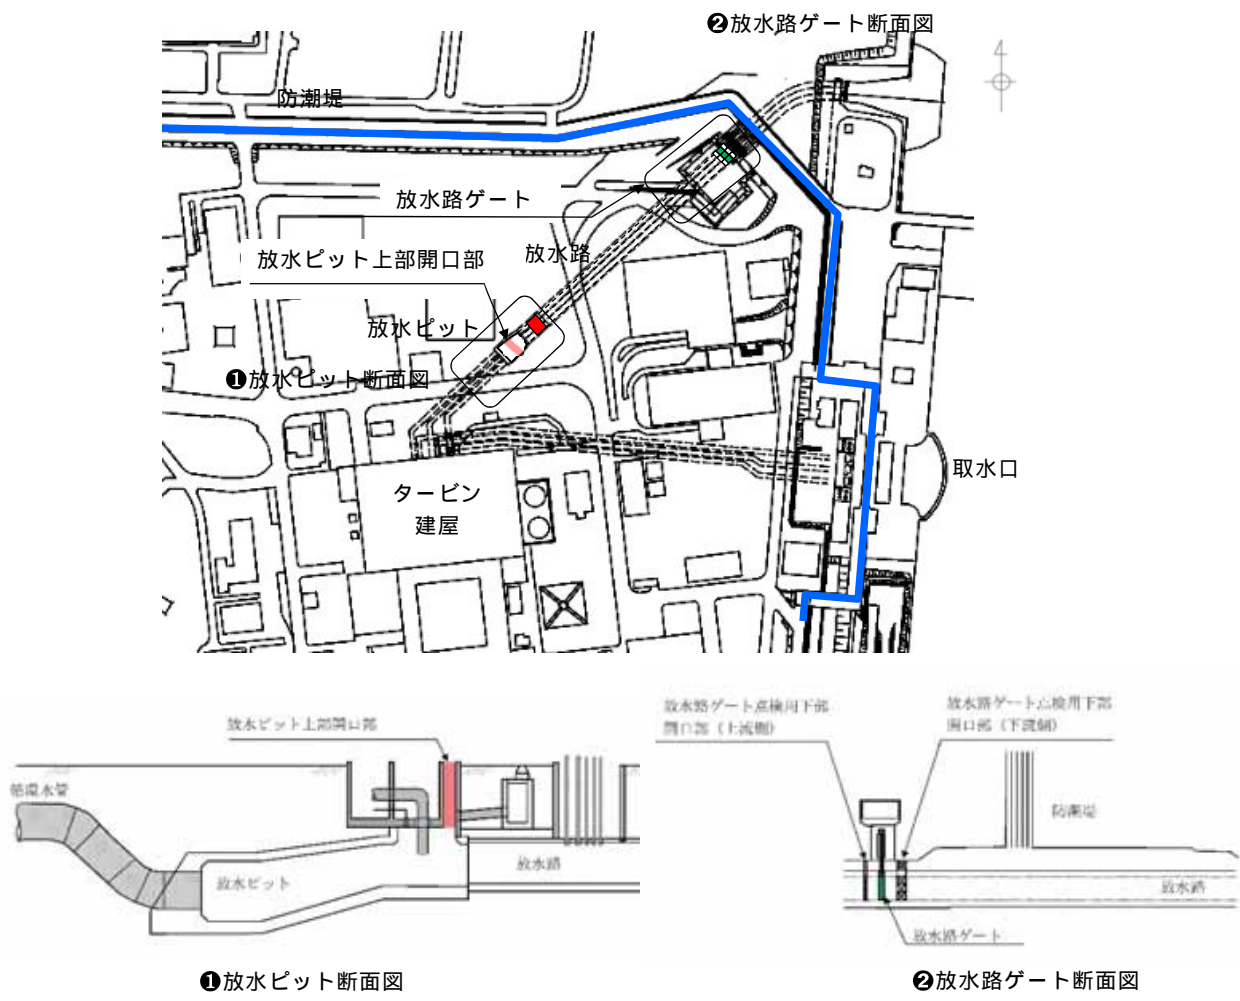 ❷放水路ゲート断面図
防潮堤
放水路ゲート
放水路
放水ピット上部開口部
放水ピット
❶放水ピット断面図
取水口
タービン
建屋
放水路ゲート点検用下部
開口部（上流側）
放水路ゲート点検用下部
開口部（下流側）
放水ピット上部開口部
循環水管
防潮堤
放水路
放水ピット
放水路
放水路ゲート
❶放水ピット断面図
❷放水路ゲート断面図